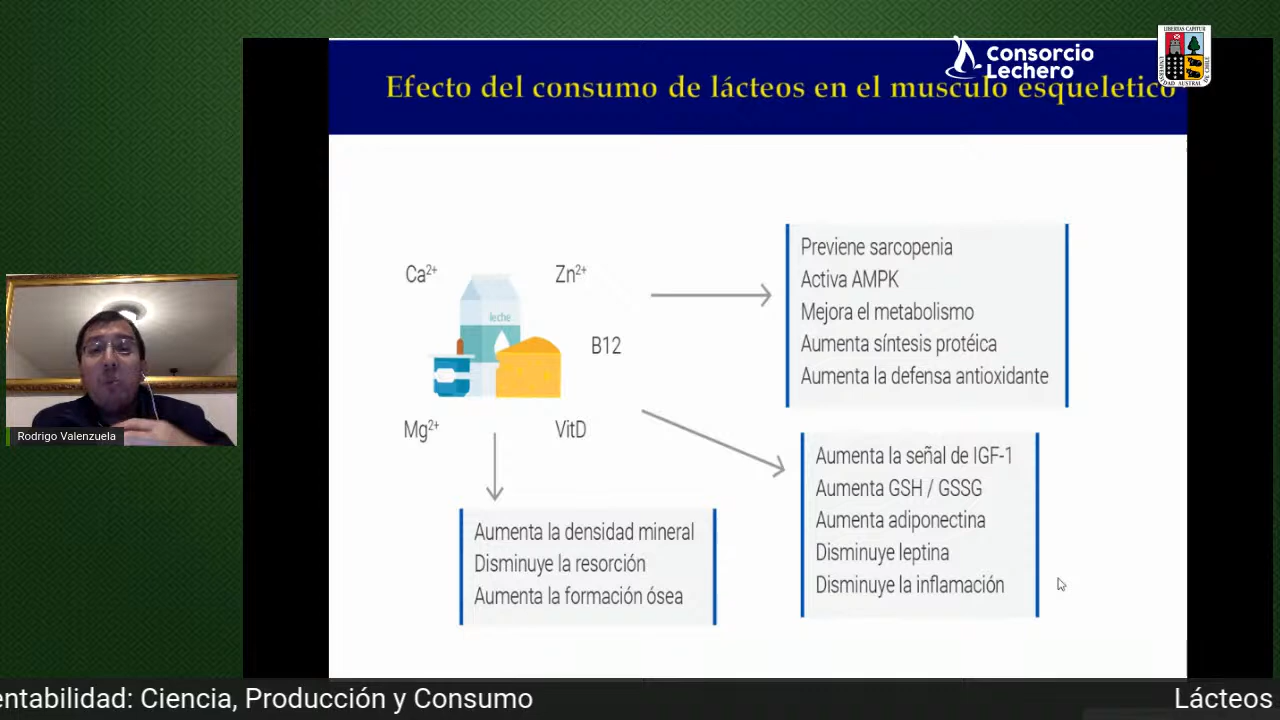 Consorcio
Lechero
LIBERTAS CAPITUR
Efecto del consumo de lácteos en el musculo esqueletico
Ca²⁺
Zn²⁺
leche
B12
Mg²⁺
VitD
Previene sarcopenia
Activa AMPK
Mejora el metabolismo
Aumenta síntesis protéica
Aumenta la defensa antioxidante
Aumenta la señal de IGF-1
Aumenta GSH / GSSG
Aumenta adiponectina
Disminuye leptina
Disminuye la inflamación
Aumenta la densidad mineral
Disminuye la resorción
Aumenta la formación ósea
Rodrigo Valenzuela
entabilidad: Ciencia, Producción y Consumo
Lácteos